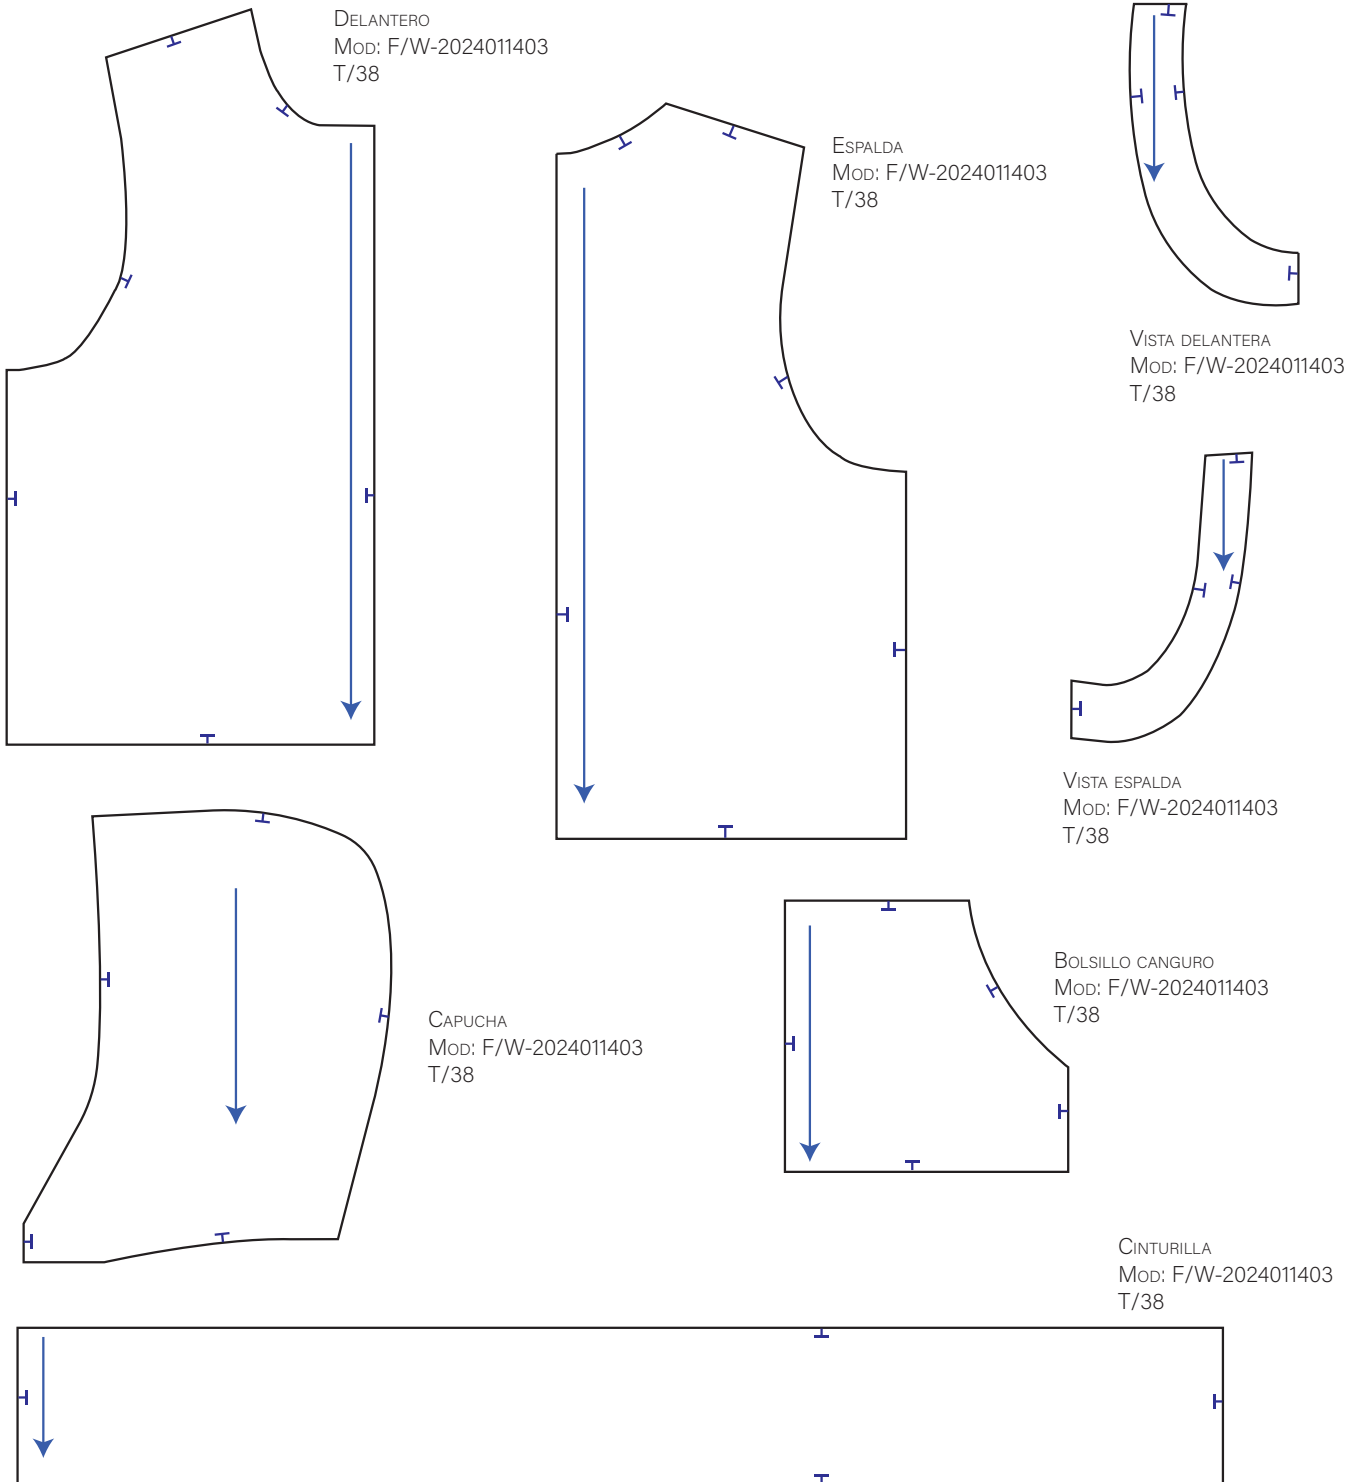 Delantero
Mod: F/W-2024011403
T/38
Espalda
Mod: F/W-2024011403
T/38
Vista delantera
Mod: F/W-2024011403
T/38
Vista espalda
Mod: F/W-2024011403
T/38
Capucha
Mod: F/W-2024011403
T/38
Bolsillo canguro
Mod: F/W-2024011403
T/38
Cinturilla
Mod: F/W-2024011403
T/38